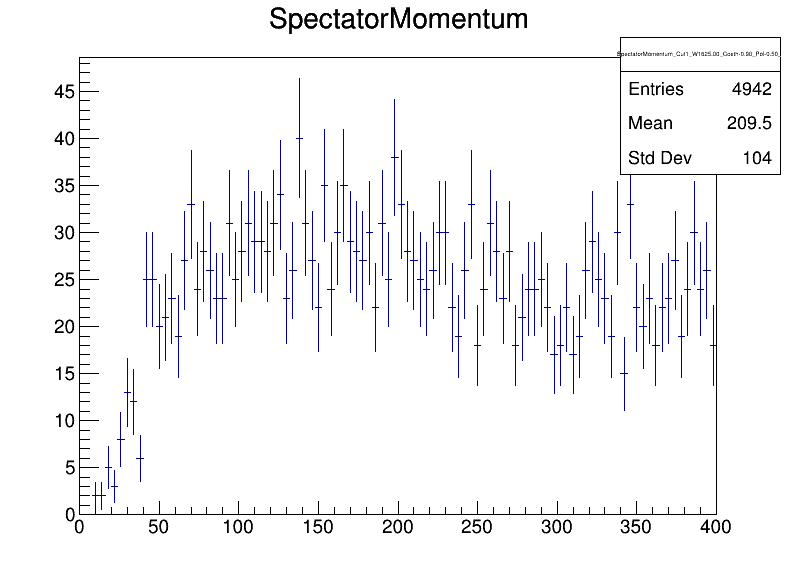 SpectatorMomentum
SpectatorMomentum_Cut1_W1625.00_Costh-0.90_Pol-0.50_
Entries 4942
Mean 209.5
Std Dev 104
45
40
35
30
25
20
15
10
5
0
0 50 100 150 200 250 300 350 400